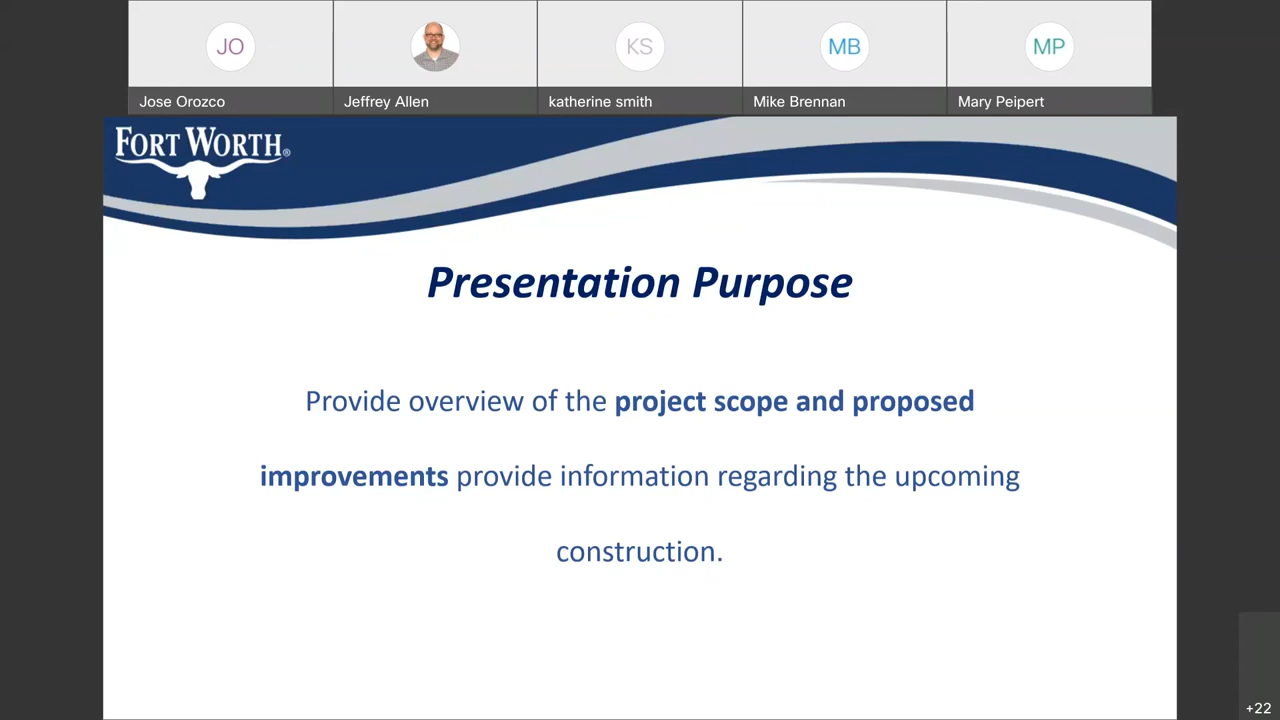 JO
KS
MB
MP
Jose Orozco
Jeffrey Allen
katherine smith
Mike Brennan
Mary Peipert
FORT WORTH®
Presentation Purpose
Provide overview of the project scope and proposed
improvements provide information regarding the upcoming
construction.
+22